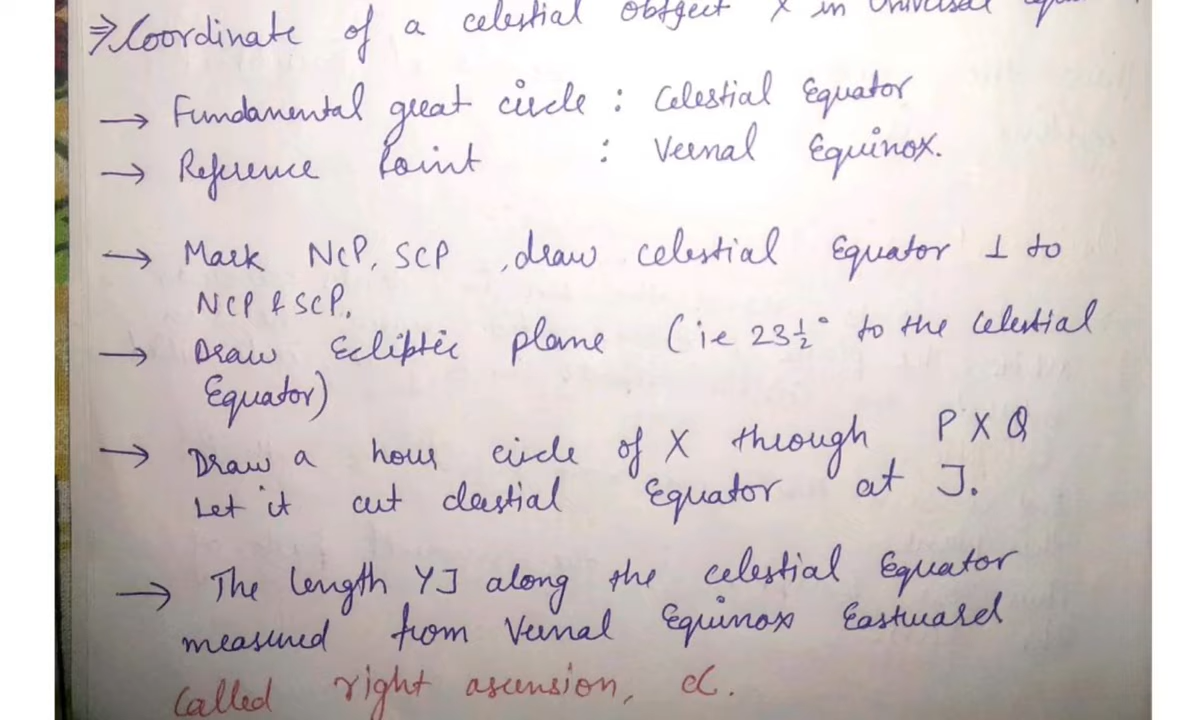 ⇒ Coordinate of a celestial object X in Universal
→ Fundamental great circle : Celestial Equator
→ Reference Point : Vernal Equinox.
→ Mark NCP, SCP , draw celestial Equator ⊥ to
NCP & SCP.
→ Draw Ecliptic plane (ie 23½° to the Celestial
Equator)
→ Draw a hour circle of X through P X Q
Let it cut clestial Equator at J.
→ The length YJ along the celestial Equator
measured from Vernal Equinox Eastward
Called right ascension, α.